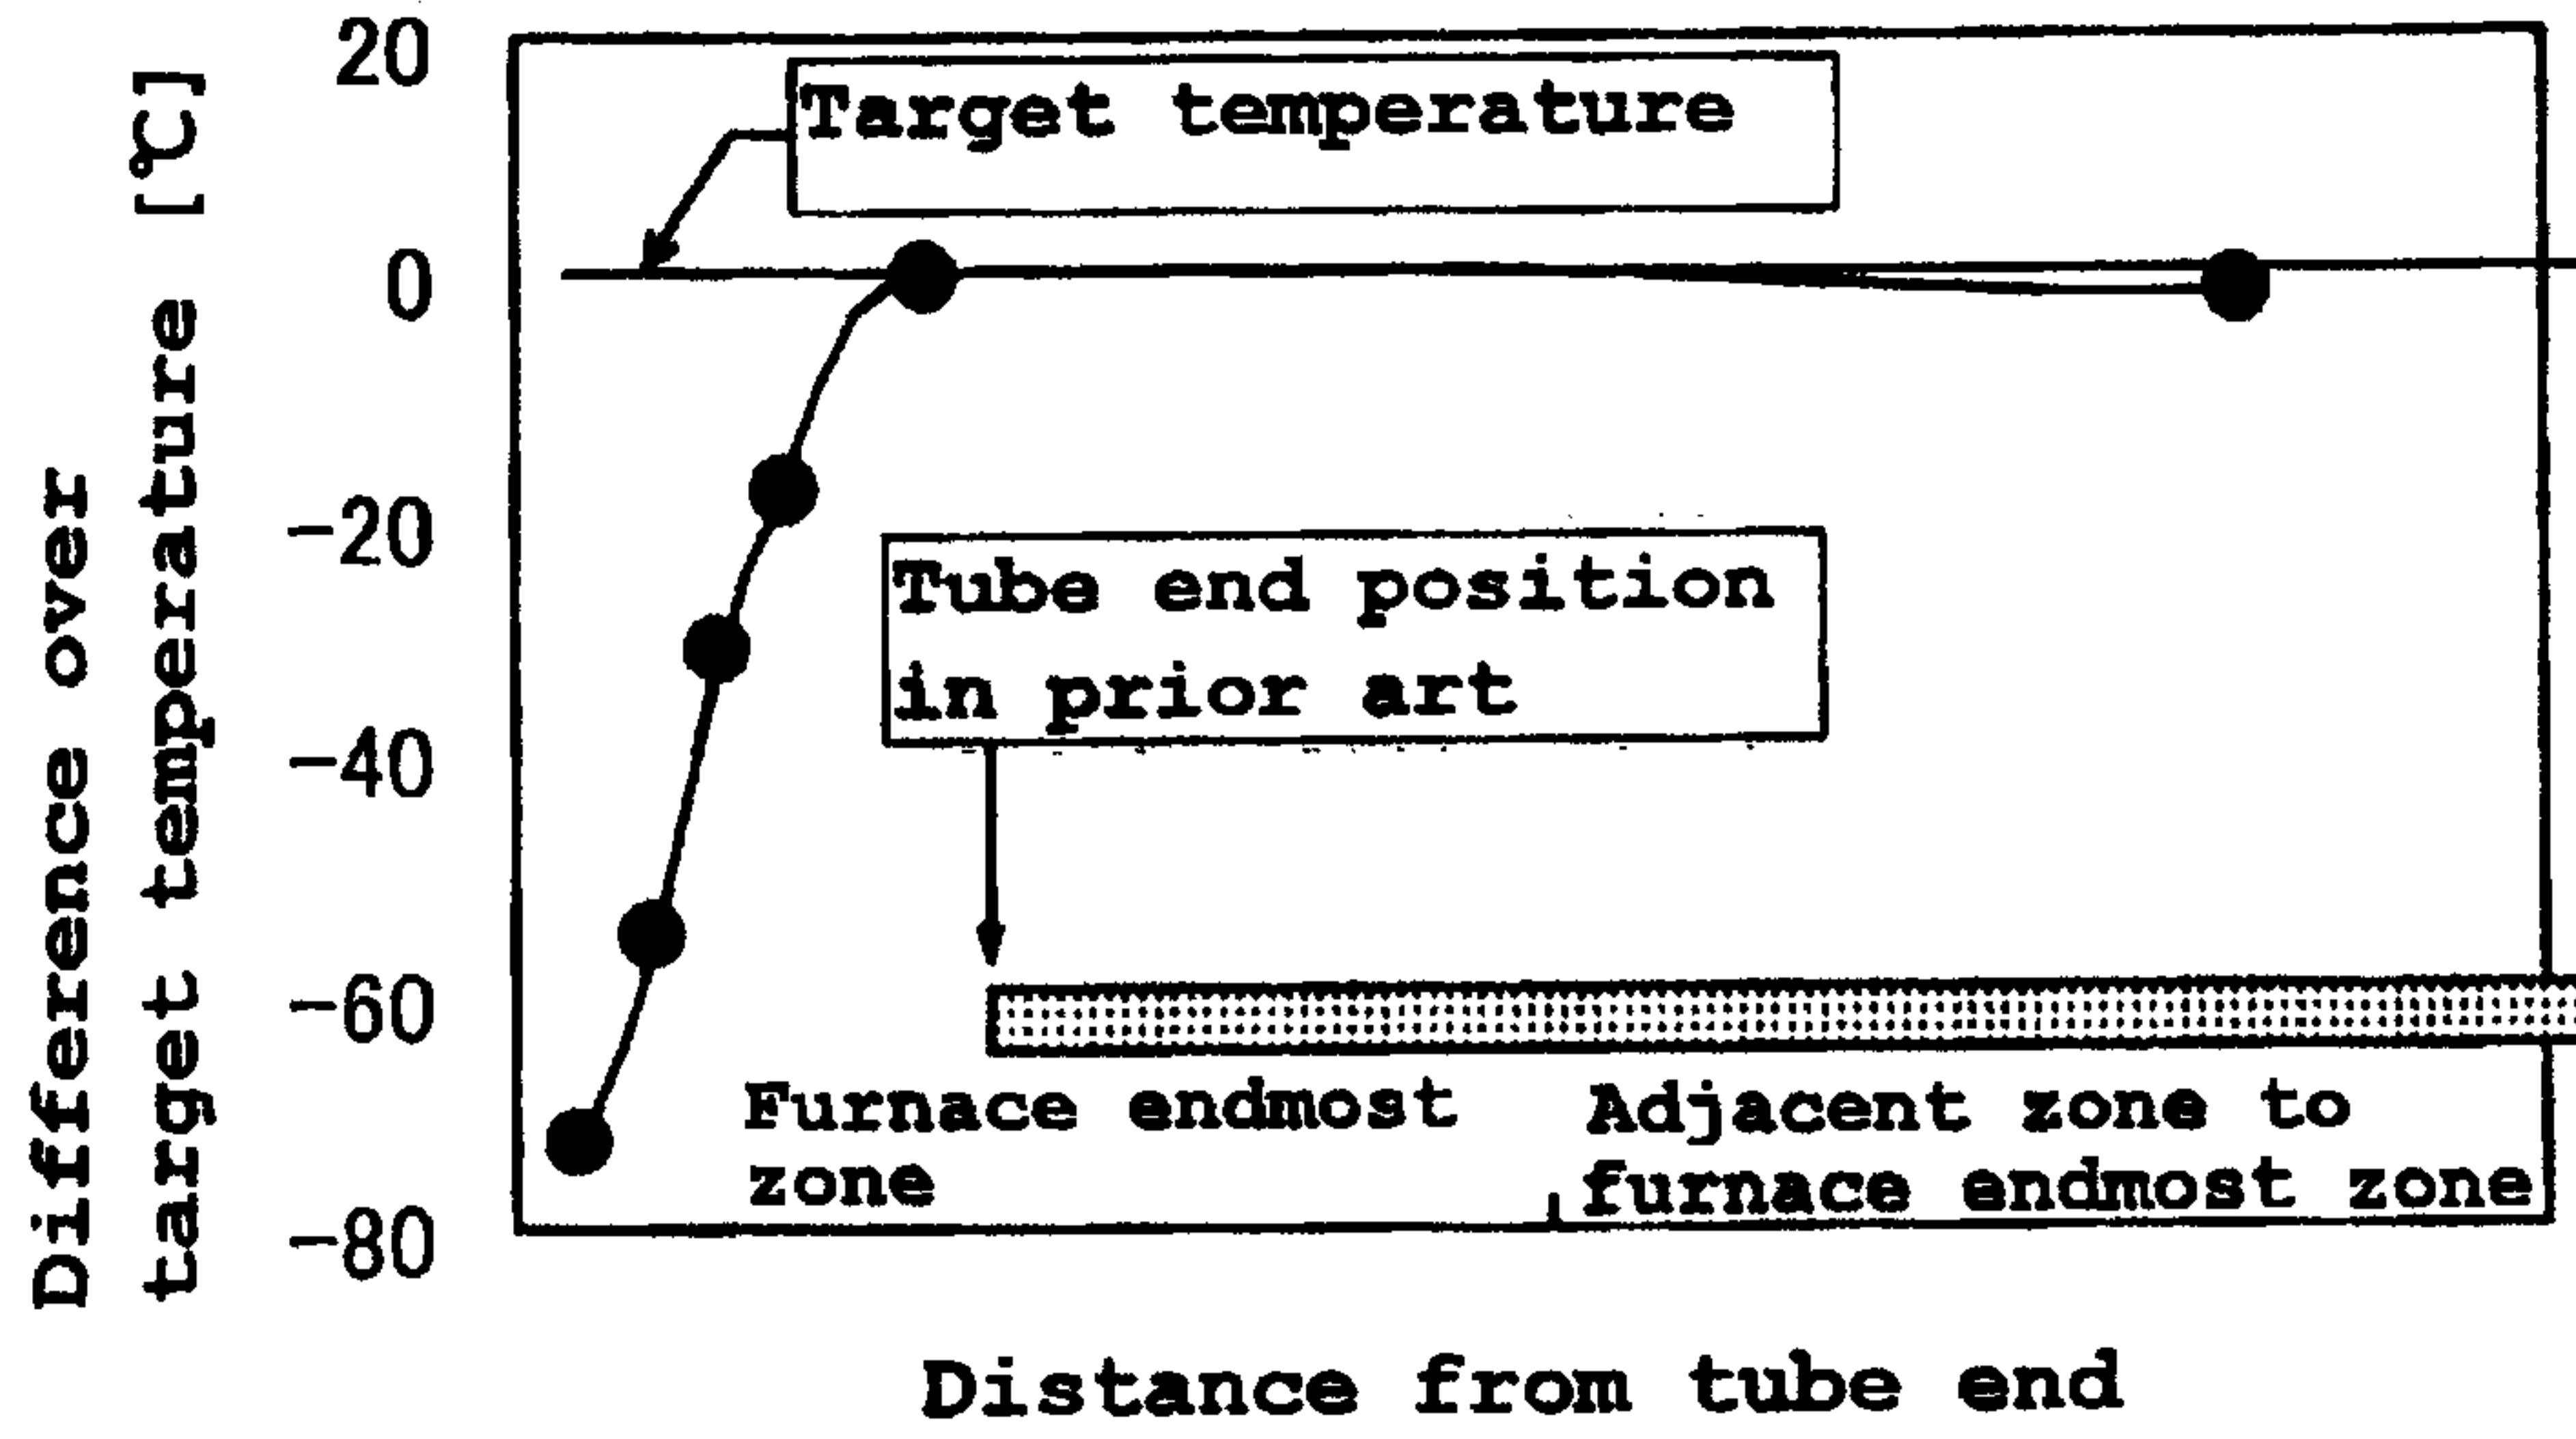 Difference over
target temperature [℃]
20
0
-20
-40
-60
-80
Target temperature
Tube end position
in prior art
Furnace endmost
zone
Adjacent zone to
furnace endmost zone
Distance from tube end